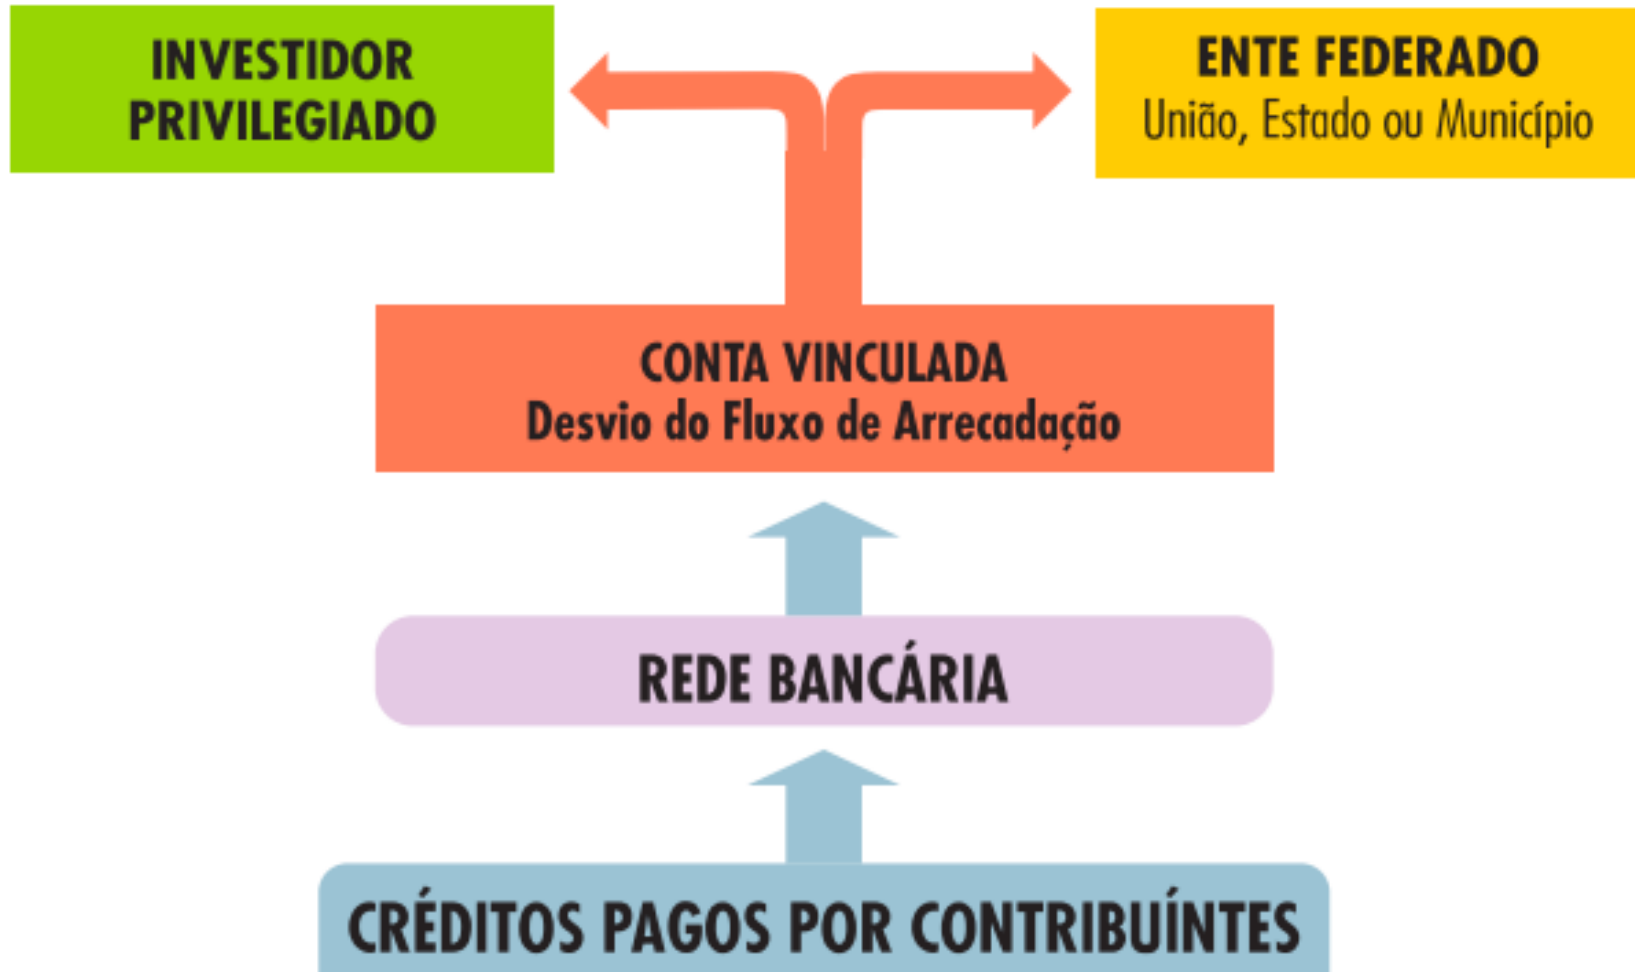 INVESTIDOR
PRIVILEGIADO
ENTE FEDERADO
União, Estado ou Município
CONTA VINCULADA
Desvio do Fluxo de Arrecadação
REDE BANCÁRIA
CRÉDITOS PAGOS POR CONTRIBUÍNTES